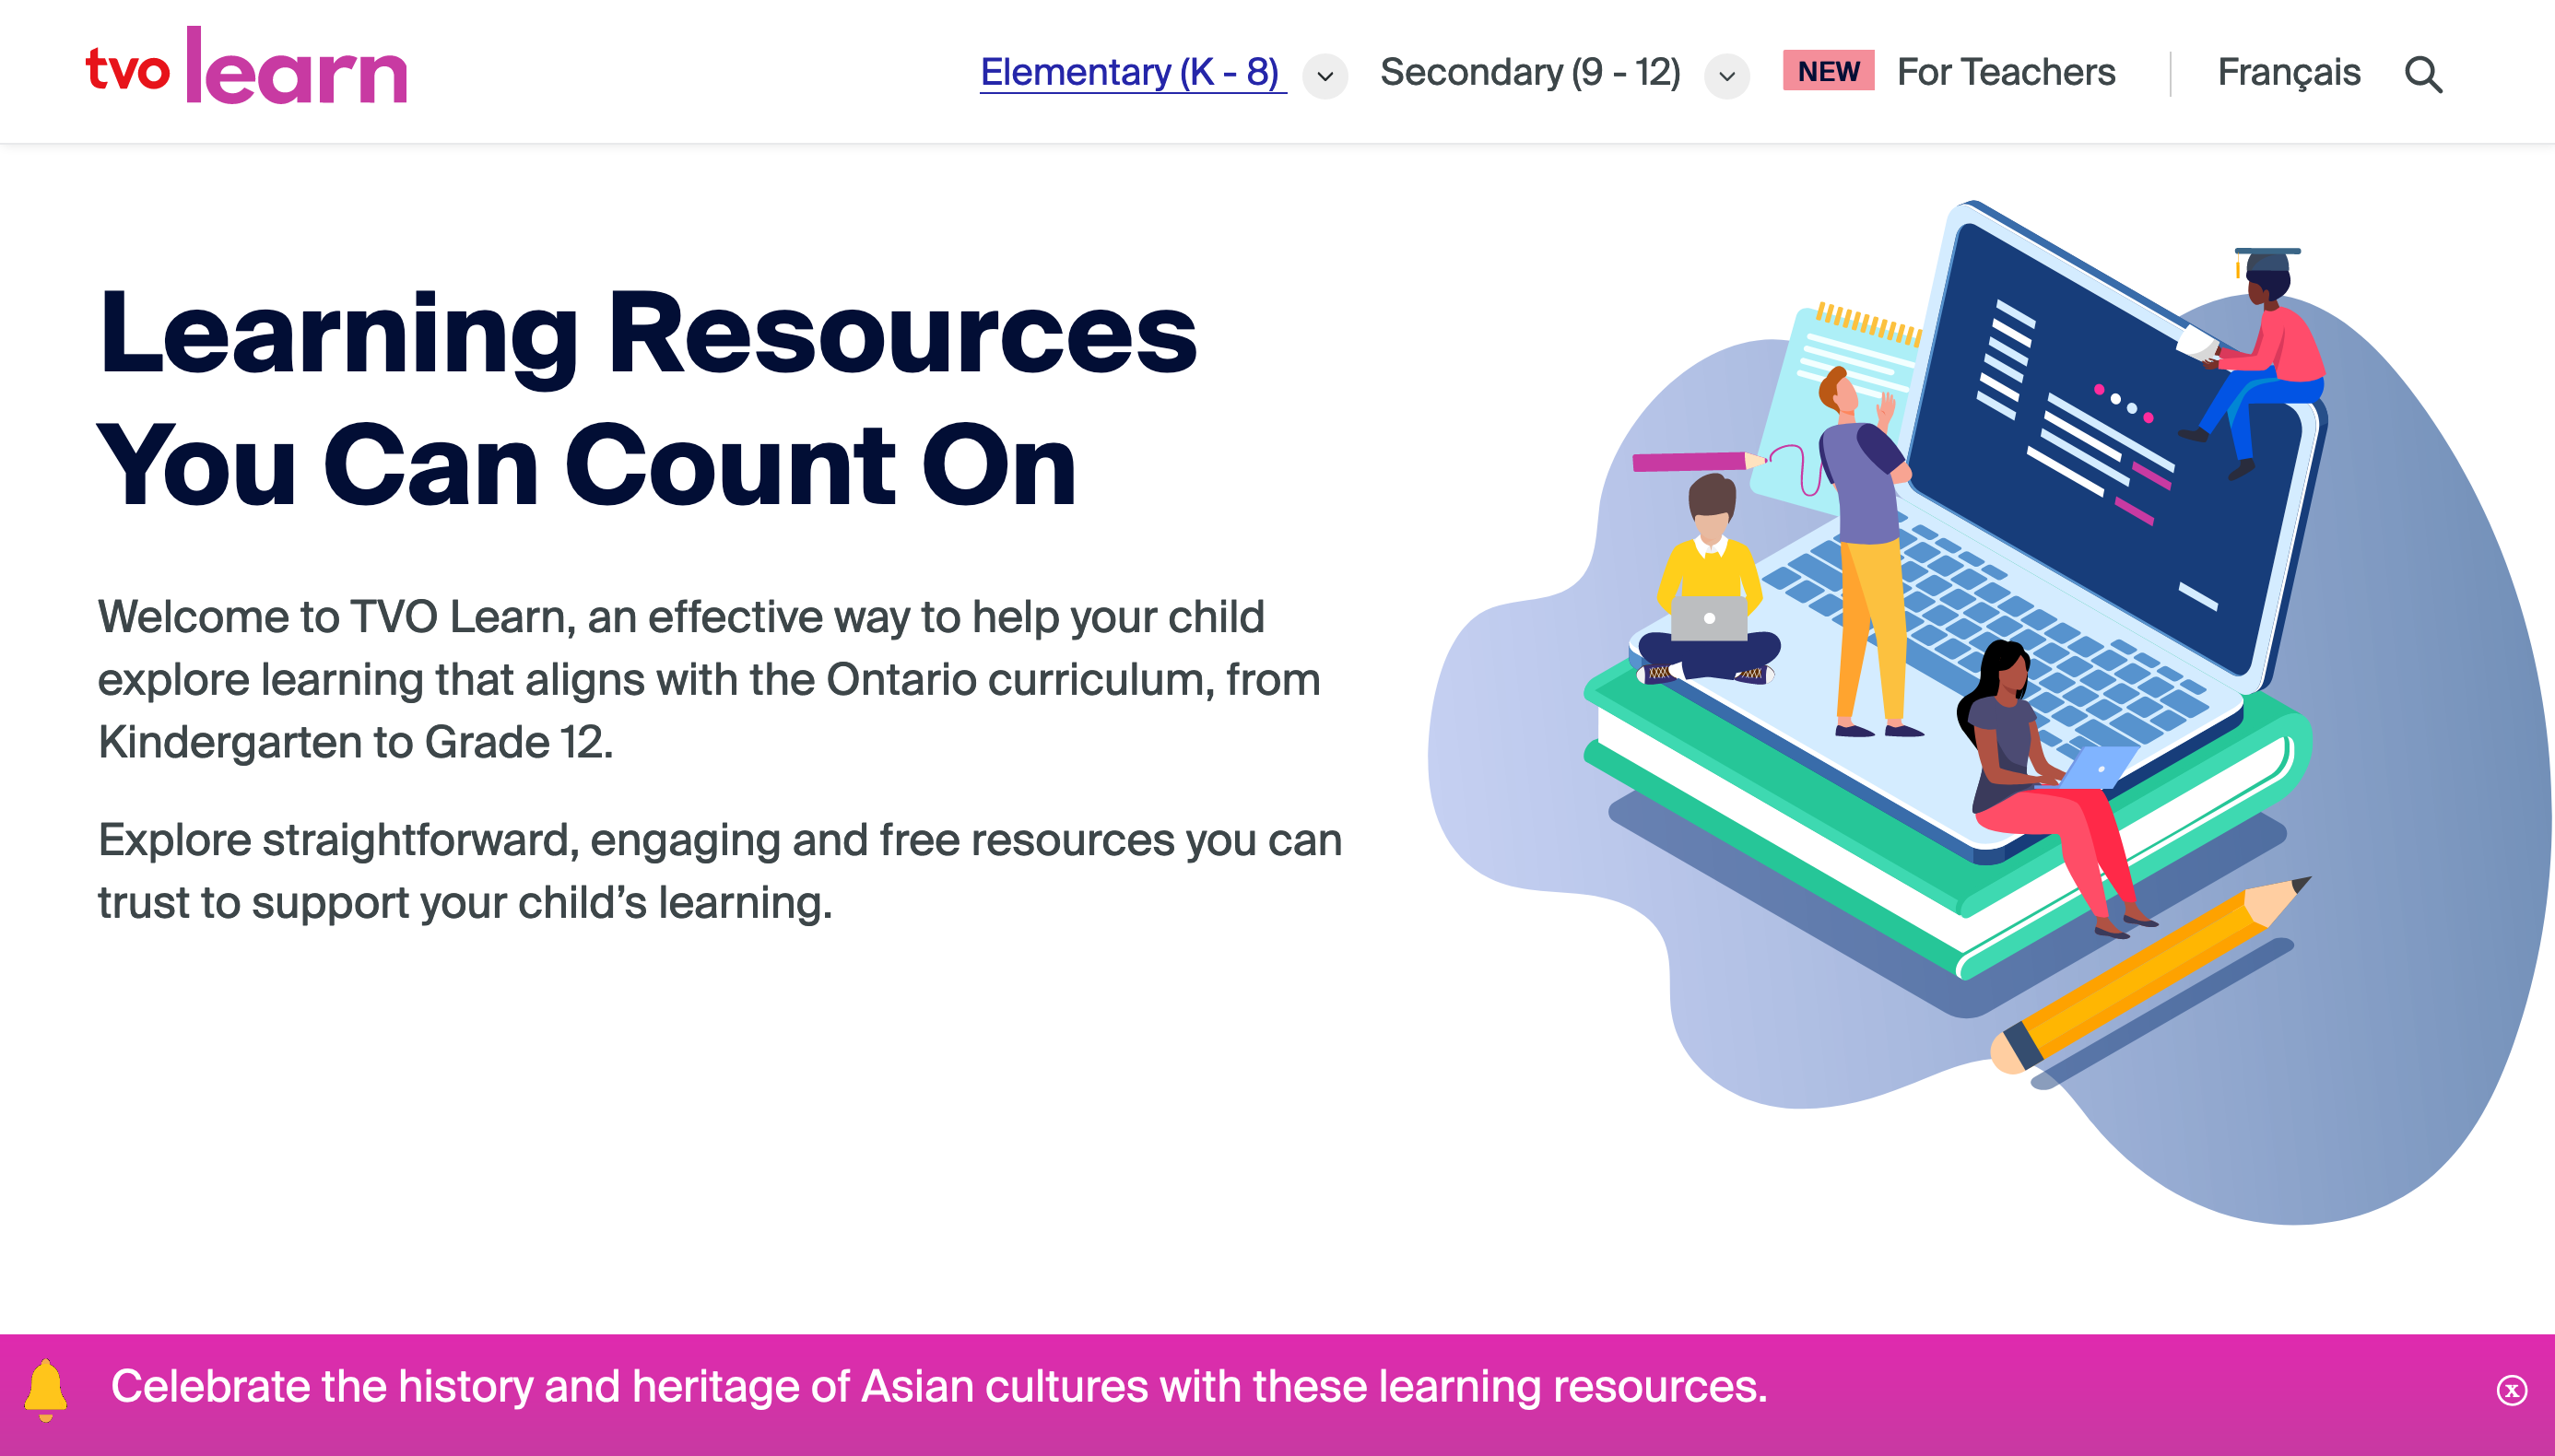 tvo learn
Elementary (K - 8)
Secondary (9 - 12)
NEW
For Teachers
Français
Learning Resources
You Can Count On
Welcome to TVO Learn, an effective way to help your child
explore learning that aligns with the Ontario curriculum, from
Kindergarten to Grade 12.
Explore straightforward, engaging and free resources you can
trust to support your child’s learning.
Celebrate the history and heritage of Asian cultures with these learning resources.